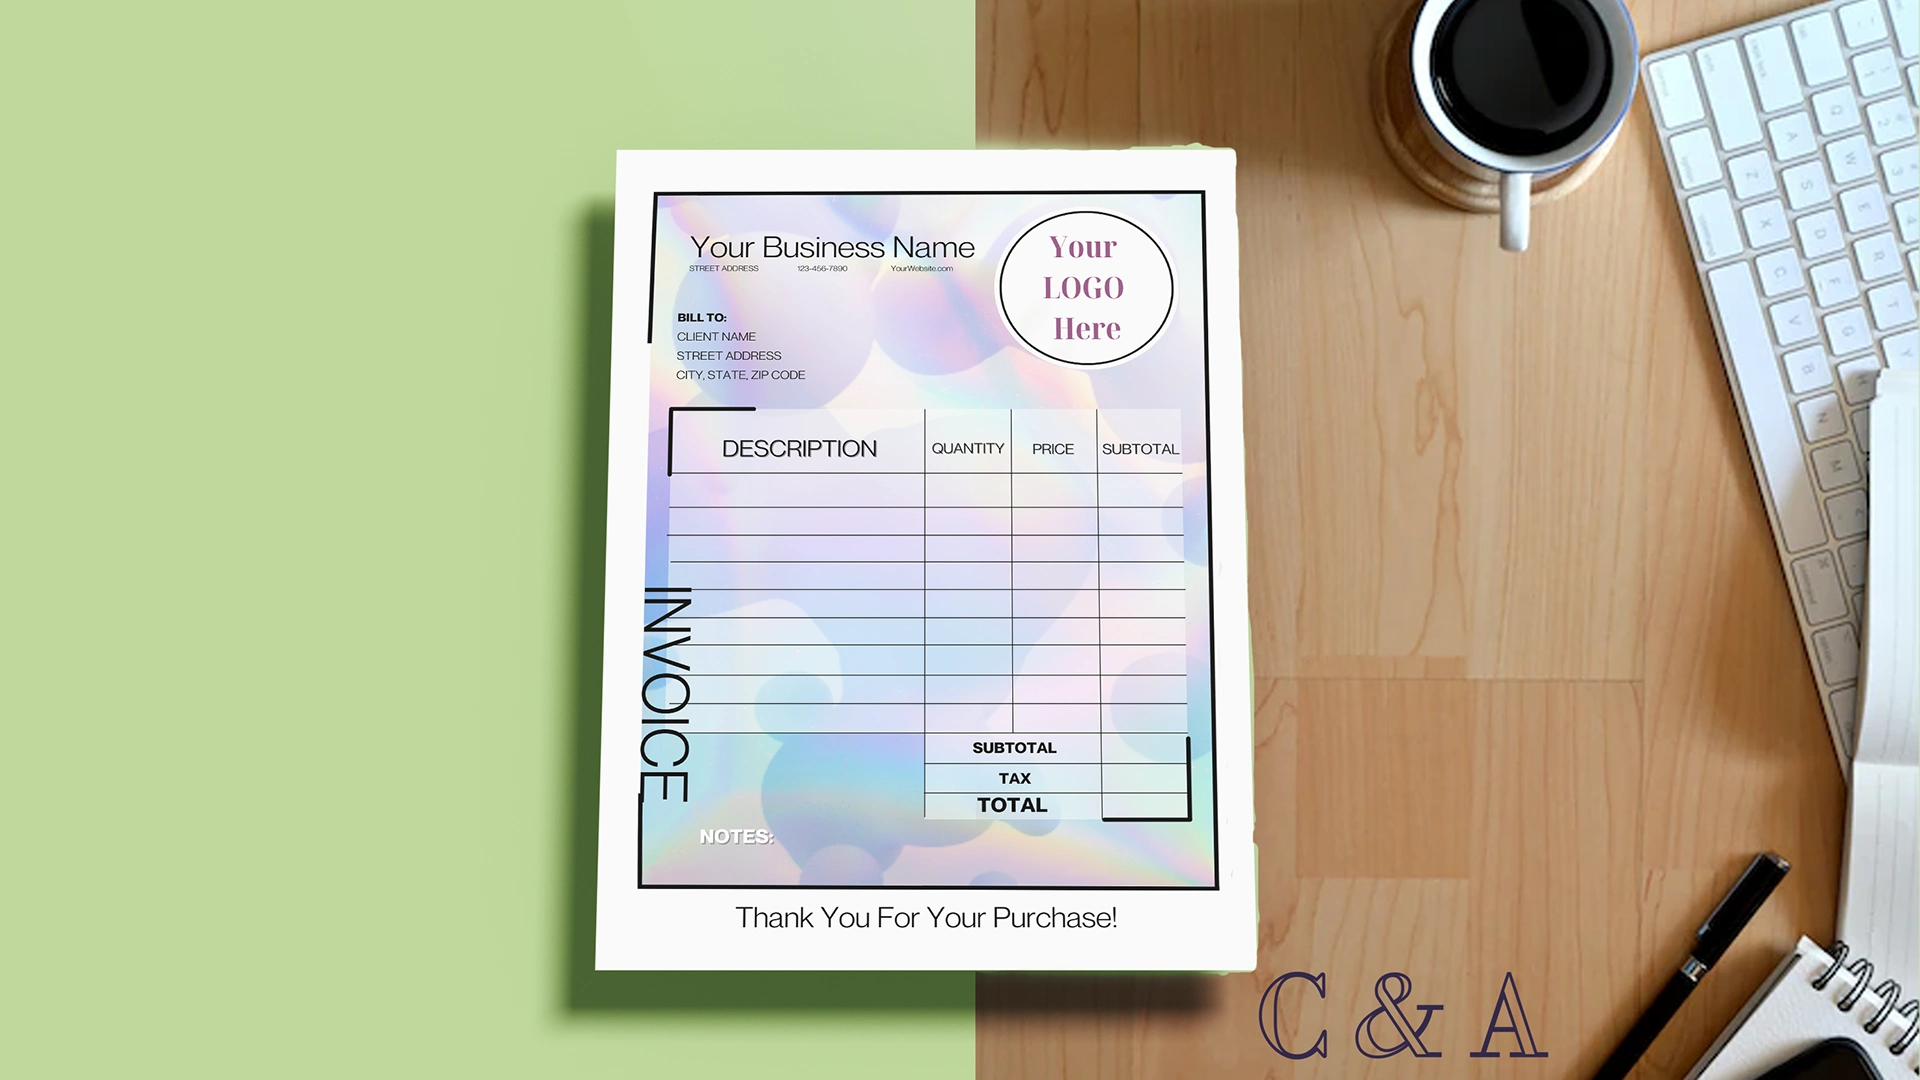 Your Business Name
STREET ADDRESS 123-456-7890 YourWebsite.com
Your
LOGO
Here
BILL TO:
CLIENT NAME
STREET ADDRESS
CITY, STATE, ZIP CODE
DESCRIPTION QUANTITY PRICE SUBTOTAL
INVOICE
SUBTOTAL
TAX
TOTAL
NOTES:
Thank You For Your Purchase!
C & A